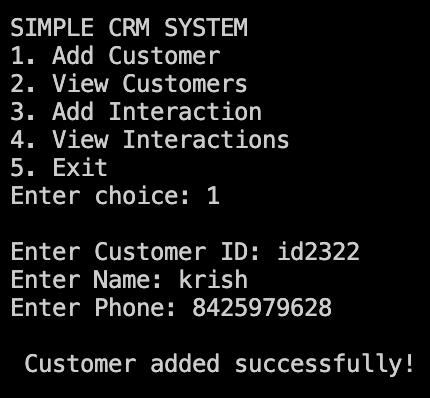 SIMPLE CRM SYSTEM
1. Add Customer
2. View Customers
3. Add Interaction
4. View Interactions
5. Exit
Enter choice: 1
Enter Customer ID: id2322
Enter Name: krish
Enter Phone: 8425979628
Customer added successfully!